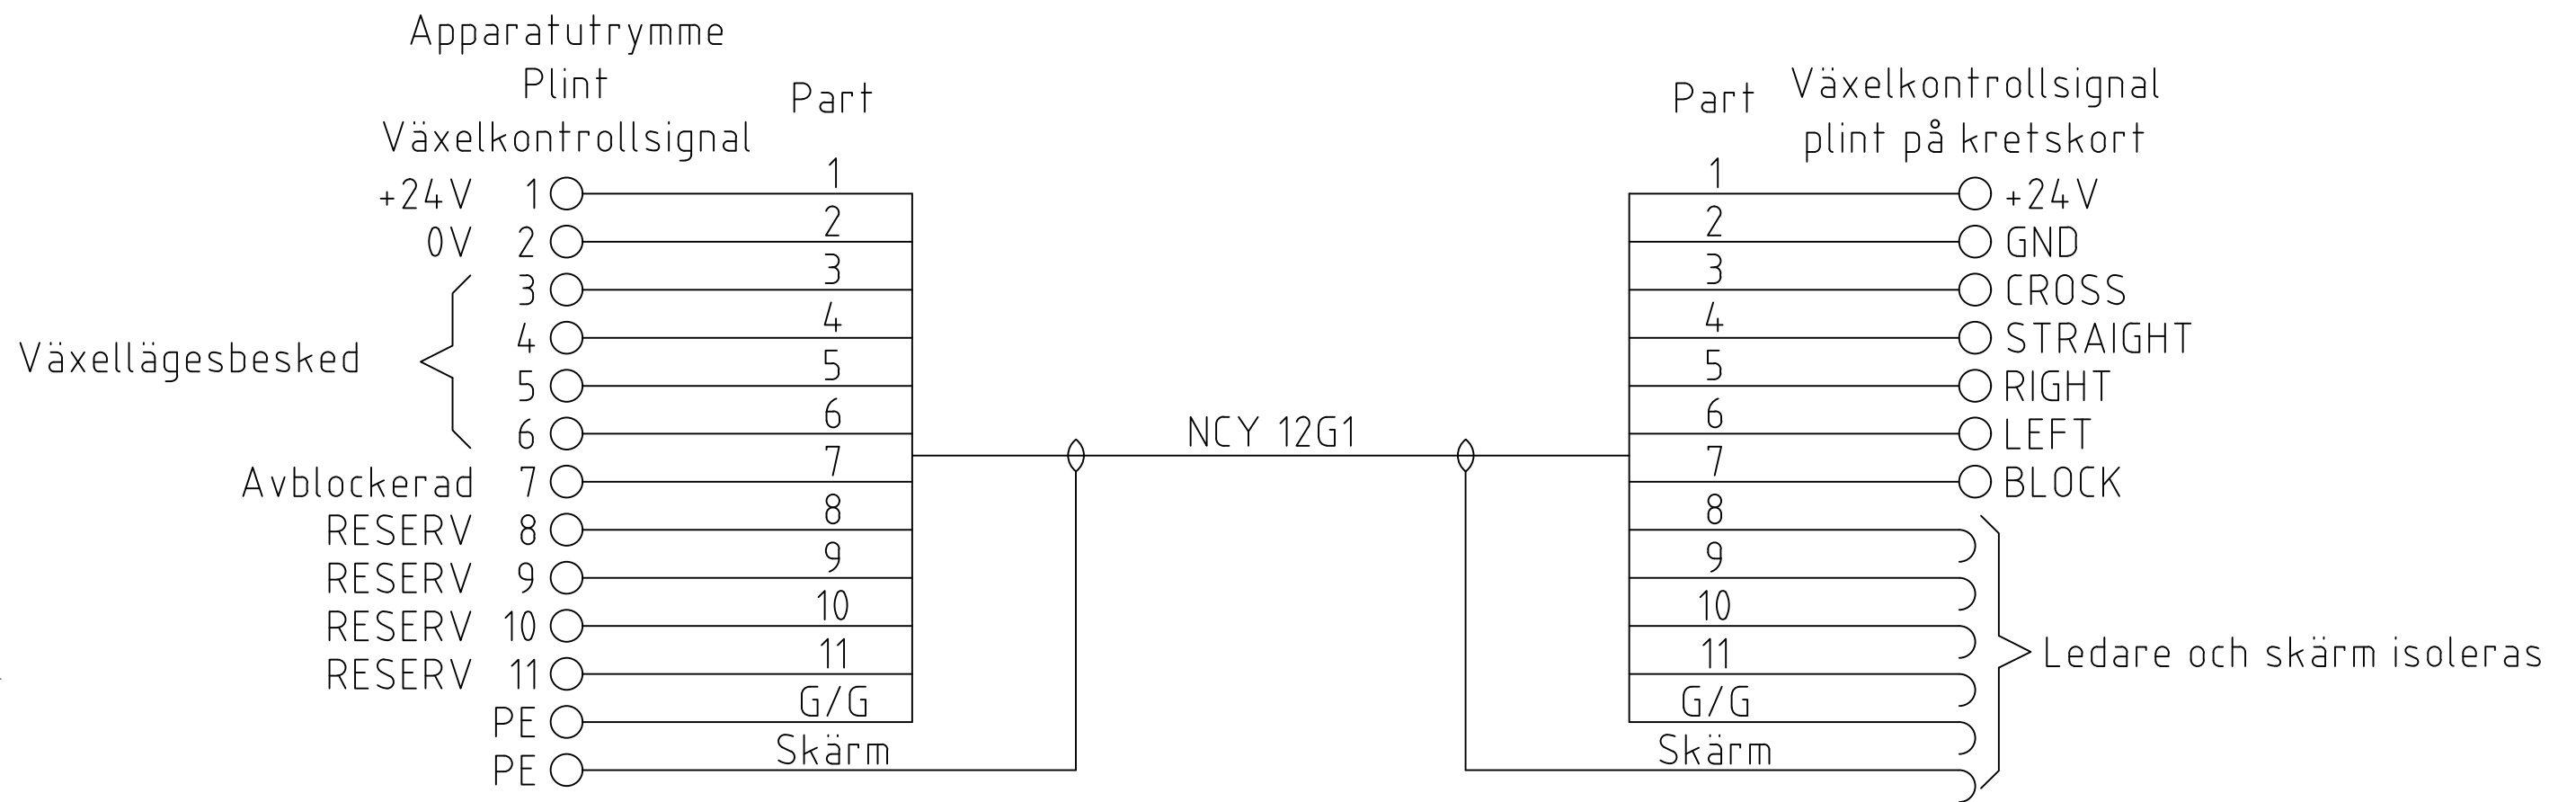 Apparatutrymme
Plint
Växelkontrollsignal
Part
+24V 1 1
0V 2 2
3 3
4 4
Växellägesbesked
5 5
6 6
Avblockerad 7 7
RESERV 8 8
RESERV 9 9
RESERV 10 10
RESERV 11 11
PE G/G
PE Skärm
NCY 12G1
Part
Växelkontrollsignal
plint på kretskort
1 +24V
2 GND
3 CROSS
4 STRAIGHT
5 RIGHT
6 LEFT
7 BLOCK
8
9
10
11
G/G
Skärm
Ledare och skärm isoleras